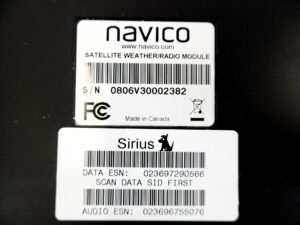 navico
www.navico.com
SATELLITE WEATHER/RADIO MODULE
S/N 0806V30002382
FC
Made in Canada
Sirius
DATA ESN: 023697290566
SCAN DATA SID FIRST
AUDIO ESN: 023696755076